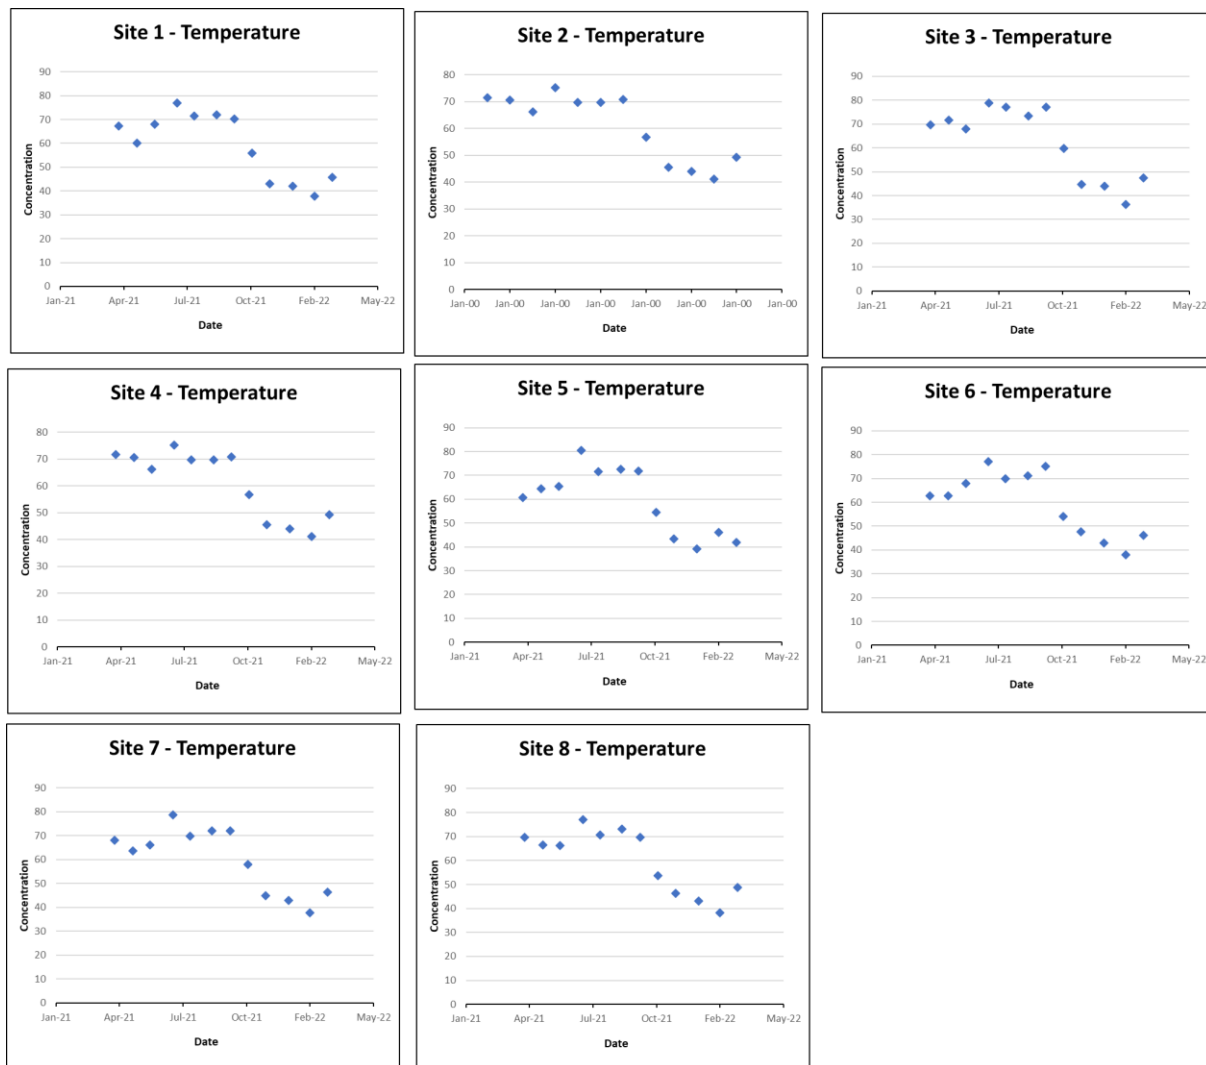 Site 1 - Temperature
90
80
70
60
50
40
30
20
10
0
Concentration
Jan-21 Apr-21 Jul-21 Oct-21 Feb-22 May-22
Date
Site 2 - Temperature
80
70
60
50
40
30
20
10
0
Concentration
Jan-00 Jan-00 Jan-00 Jan-00 Jan-00 Jan-00 Jan-00 Jan-00
Date
Site 3 - Temperature
90
80
70
60
50
40
30
20
10
0
Concentration
Jan-21 Apr-21 Jul-21 Oct-21 Feb-22 May-22
Date
Site 4 - Temperature
80
70
60
50
40
30
20
10
0
Concentration
Jan-21 Apr-21 Jul-21 Oct-21 Feb-22 May-22
Date
Site 5 - Temperature
90
80
70
60
50
40
30
20
10
0
Concentration
Jan-21 Apr-21 Jul-21 Oct-21 Feb-22 May-22
Date
Site 6 - Temperature
90
80
70
60
50
40
30
20
10
0
Concentration
Jan-21 Apr-21 Jul-21 Oct-21 Feb-22 May-22
Date
Site 7 - Temperature
90
80
70
60
50
40
30
20
10
0
Concentration
Jan-21 Apr-21 Jul-21 Oct-21 Feb-22 May-22
Date
Site 8 - Temperature
90
80
70
60
50
40
30
20
10
0
Concentration
Jan-21 Apr-21 Jul-21 Oct-21 Feb-22 May-22
Date